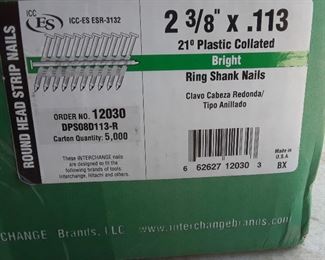 ICC
ES
ICC-ES ESR-3132
ROUND HEAD STRIP NAILS
2 3/8" x .113
21º Plastic Collated
Bright
Ring Shank Nails
Clavo Cabeza Redonda/
Tipo Anillado
ORDER NO. 12030
DPS08D113-R
Carton Quantity: 5,000
These INTERCHANGE nails
are designed to fit the
following brands of tools:
Interchange, Hitachi and others.
6 62627 12030 3
Made in
U.S.A.
BX
CHANGE Brands, LLC www.interchangebrands.com